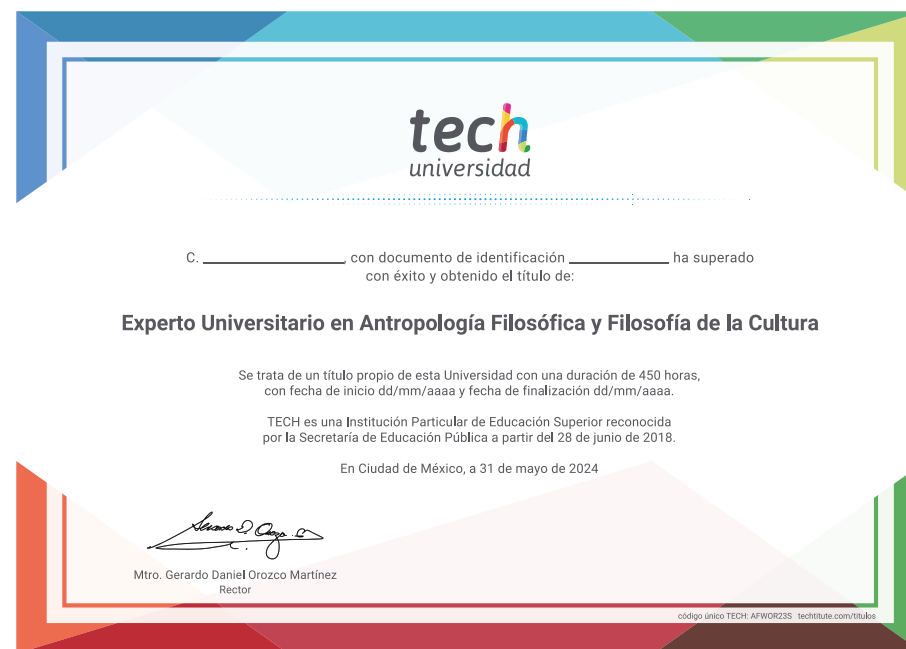 tech
universidad
C. ____________, con documento de identificación ____________ ha superado
con éxito y obtenido el título de:
Experto Universitario en Antropología Filosófica y Filosofía de la Cultura
Se trata de un título propio de esta Universidad con una duración de 450 horas,
con fecha de inicio dd/mm/aaaa y fecha de finalización dd/mm/aaaa.
TECH es una Institución Particular de Educación Superior reconocida
por la Secretaría de Educación Pública a partir del 28 de junio de 2018.
En Ciudad de México, a 31 de mayo de 2024
Mtro. Gerardo Daniel Orozco Martínez
Rector
código único TECH: AFWOR23S techtitute.com/titulos